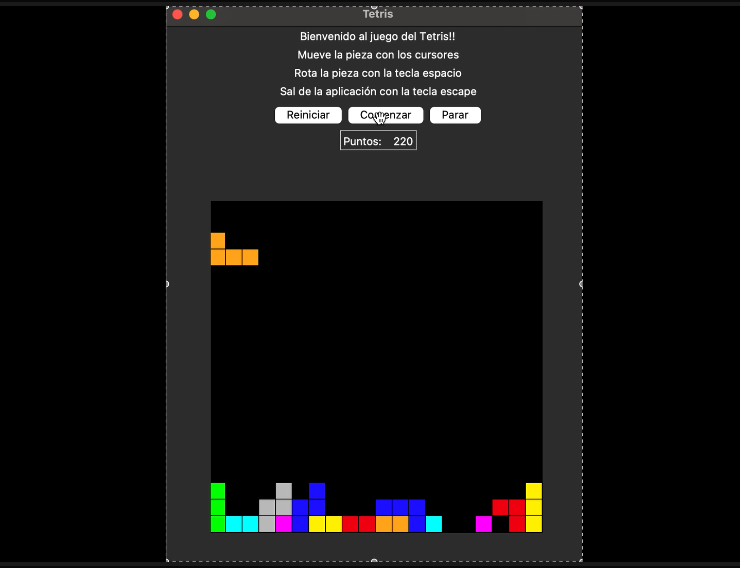 Tetris
Bienvenido al juego del Tetris!!
Mueve la pieza con los cursores
Rota la pieza con la tecla espacio
Sal de la aplicación con la tecla escape
Reiniciar Comenzar Parar
Puntos: 220